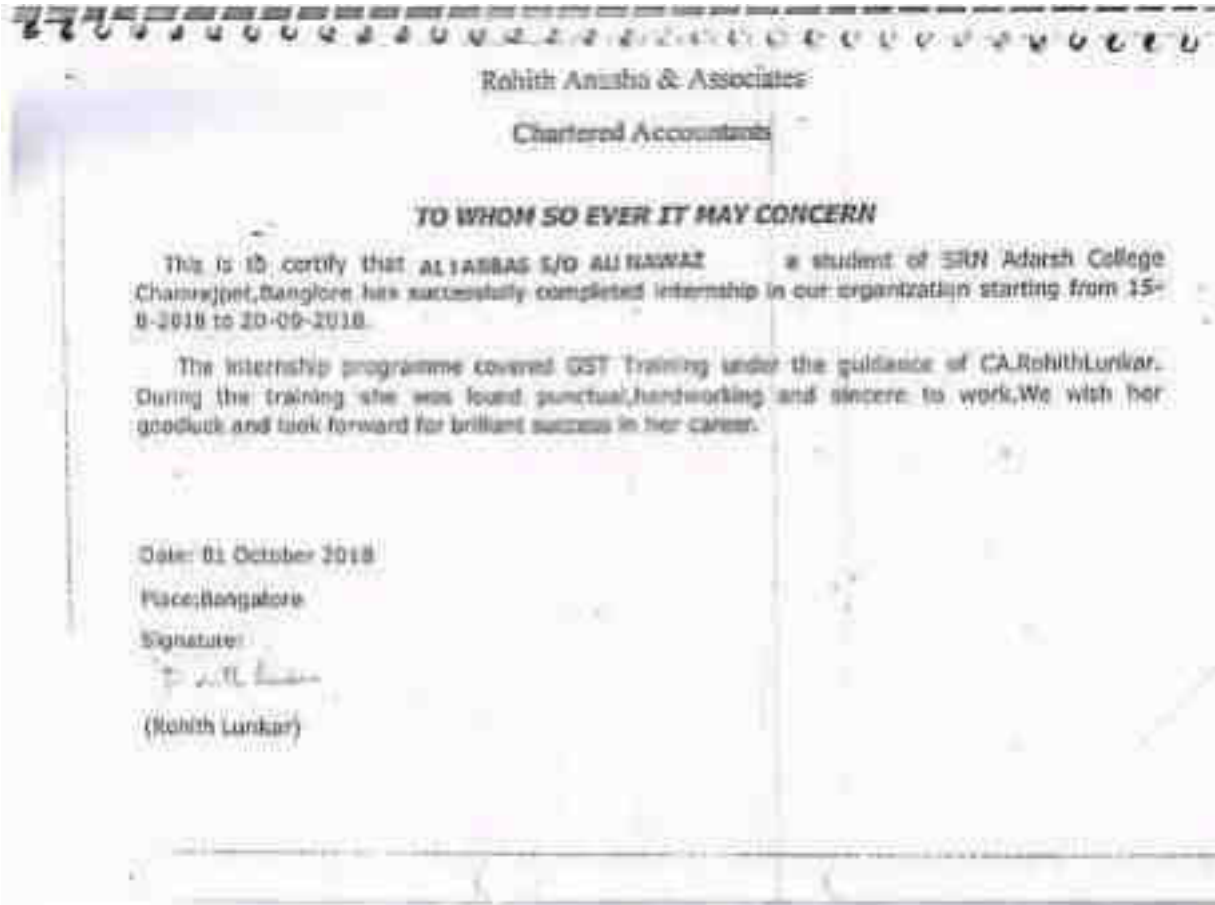 Rohith Anusha & Associates
Chartered Accountants
TO WHOM SO EVER IT MAY CONCERN
This is to certify that ALI ABBAS S/O ALI NAWAZ a student of SRN Adarsh College
Chamrajpet,Banglore has successfully completed internship in our organization starting from 15-
8-2018 to 20-09-2018.
The internship programme covered GST Training under the guidance of CA.RohithLunkar.
During the training she was found punctual,hardworking and sincere to work.We wish her
goodluck and look forward for brilliant success in her career.
Date: 01 October 2018
Place:Bangalore
Signature:
(Rohith Lunkar)